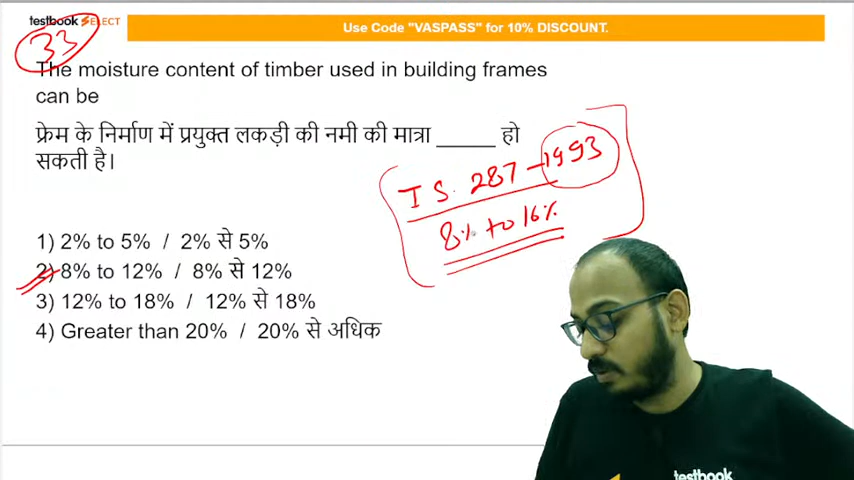 testbook SELECT
Use Code "VASPASS" for 10% DISCOUNT.
33
The moisture content of timber used in building frames
can be
फ्रेम के निर्माण में प्रयुक्त लकड़ी की नमी की मात्रा _____ हो
सकती है।
I S. 287 - 1993
8% to 16%
1) 2% to 5% / 2% से 5%
2) 8% to 12% / 8% से 12%
3) 12% to 18% / 12% से 18%
4) Greater than 20% / 20% से अधिक
testbook